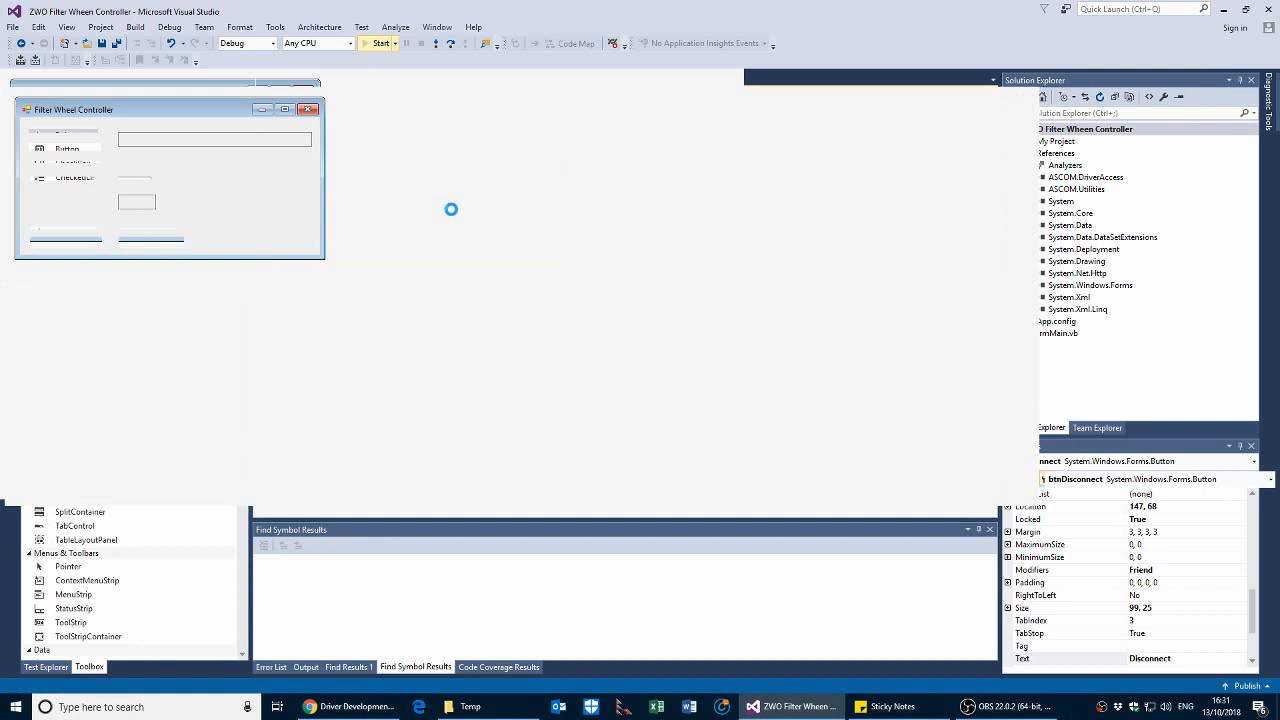 ZWO Filter Wheen Controller - Microsoft Visual Studio
Quick Launch (Ctrl+Q)
File Edit View Project Build Debug Team Format Tools Architecture Test Analyze Window Help
Sign in
Debug Any CPU Start Code Map No Application Insights Events
Solution Explorer
Diagnostic Tools
Filter Wheel Controller
Button
olution Explorer (Ctrl+;)
O Filter Wheen Controller
My Project
References
Analyzers
ASCOM.DriverAccess
ASCOM.Utilities
System
System.Core
System.Data
System.Data.DataSetExtensions
System.Deployment
System.Drawing
System.Net.Http
System.Windows.Forms
System.Xml
System.Xml.Linq
App.config
rmMain.vb
Explorer Team Explorer
nnect System.Windows.Forms.Button
btnDisconnect System.Windows.Forms.Button
List (none)
Location 147, 68
Locked True
Margin 3, 3, 3, 3
MaximumSize 0, 0
MinimumSize 0, 0
Modifiers Friend
Padding 0, 0, 0, 0
RightToLeft No
Size 99, 25
TabIndex 3
TabStop True
Tag
Text Disconnect
SplitContainer
TabControl
TableLayoutPanel
Menus & Toolbars
Pointer
ContextMenuStrip
MenuStrip
StatusStrip
ToolStrip
ToolStripContainer
Data
Find Symbol Results
Test Explorer Toolbox
Error List Output Find Results 1 Find Symbol Results Code Coverage Results
Publish
Type here to search
Driver Developmen...
Temp
ZWO Filter Wheen ...
Sticky Notes
OBS 22.0.2 (64-bit, ...
ENG
16:31
13/10/2018